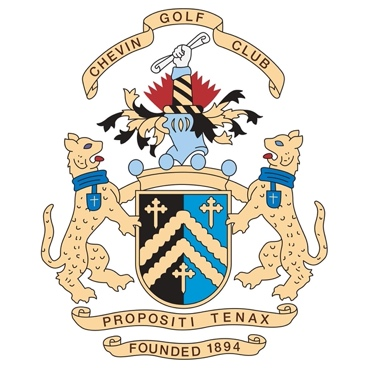 CHEVIN GOLF CLUB
PROPOSITI TENAX
FOUNDED 1894